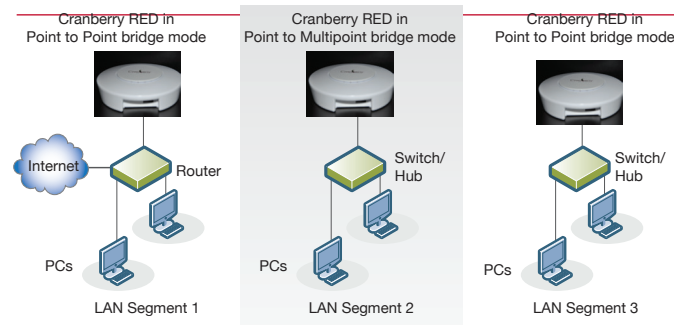 Cranberry RED in
Point to Point bridge mode
Internet
Router
PCs
LAN Segment 1
Cranberry RED in
Point to Multipoint bridge mode
Switch/
Hub
PCs
LAN Segment 2
Cranberry RED in
Point to Point bridge mode
Switch/
Hub
PCs
LAN Segment 3